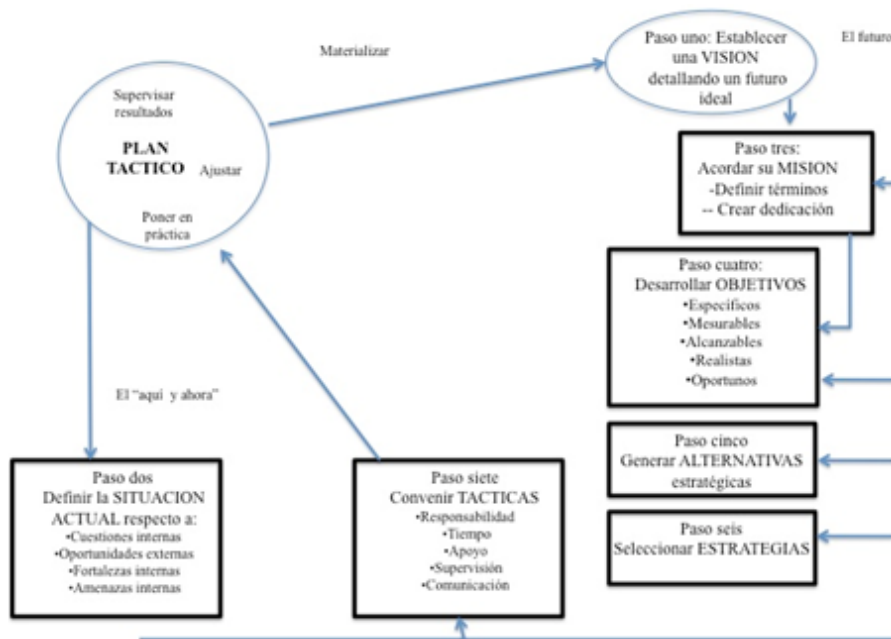 Materializar
Paso uno: Establecer
una VISION
detallando un futuro
ideal
El futuro
Supervisar
resultados
PLAN
TACTICO
Ajustar
Poner en
práctica
Paso tres:
Acordar su MISION
-Definir términos
-- Crear dedicación
Paso cuatro:
Desarrollar OBJETIVOS
•Específicos
•Mesurables
•Alcanzables
•Realistas
•Oportunos
El “aquí y ahora”
Paso dos
Definir la SITUACION
ACTUAL respecto a:
•Cuestiones internas
•Oportunidades externas
•Fortalezas internas
•Amenazas internas
Paso siete
Convenir TACTICAS
•Responsabilidad
•Tiempo
•Apoyo
•Supervisión
•Comunicación
Paso cinco
Generar ALTERNATIVAS
estratégicas
Paso seis
Seleccionar ESTRATEGIAS